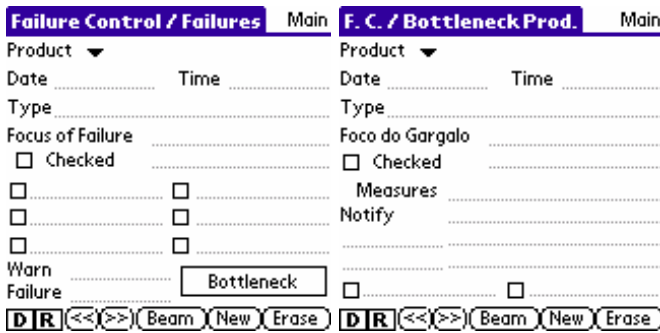 Failure Control / Failures Main
Product
Date Time
Type
Focus of Failure
Checked
Warn
Failure
Bottleneck
D R << >> Beam New Erase
F. C. / Bottleneck Prod. Main
Product
Date Time
Type
Foco do Gargalo
Checked
Measures
Notify
D R << >> Beam New Erase